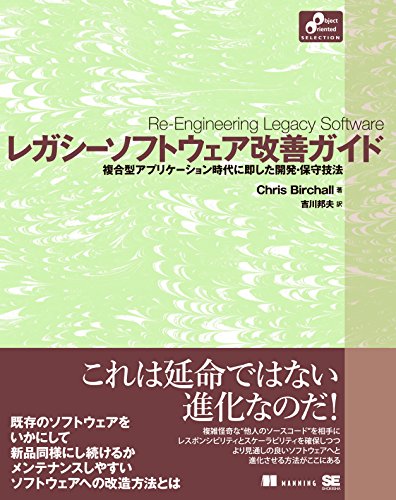 Object
Oriented
SELECTION
Re-Engineering Legacy Software
レガシーソフトウェア改善ガイド
複合型アプリケーション時代に即した開発・保守技法
Chris Birchall 著
吉川邦夫 訳
これは延命ではない
進化なのだ!
複雑怪奇な“他人のソースコード”を相手に
レスポンシビリティとスケーラビリティを確保しつつ
より見通しの良いソフトウェアへと
進化させる方法がここにある
既存のソフトウェアを
いかにして
新品同様にし続けるか
メンテナンスしやすい
ソフトウェアへの改造方法とは
MANNING
SE
SHOEISHA